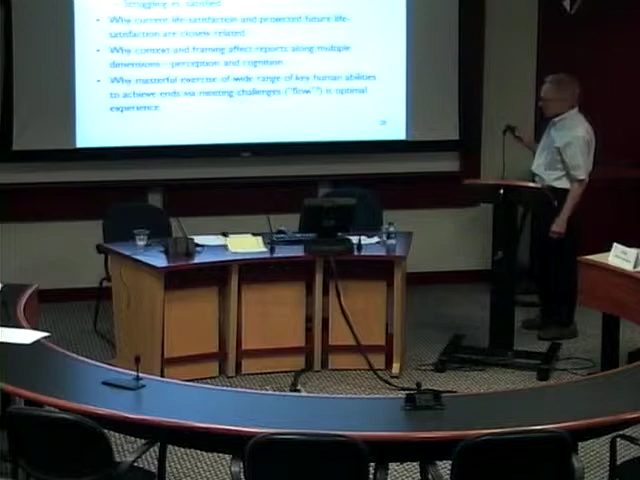 - Struggling vs. satisfied
• Why current life-satisfaction and projected future life-
satisfaction are closely related
• Why context and framing affect reports along multiple
dimensions - perception and cognition
• Why masterful exercise of wide range of key human abilities
to achieve ends via meeting challenges ("flow"?) is optimal
experience.